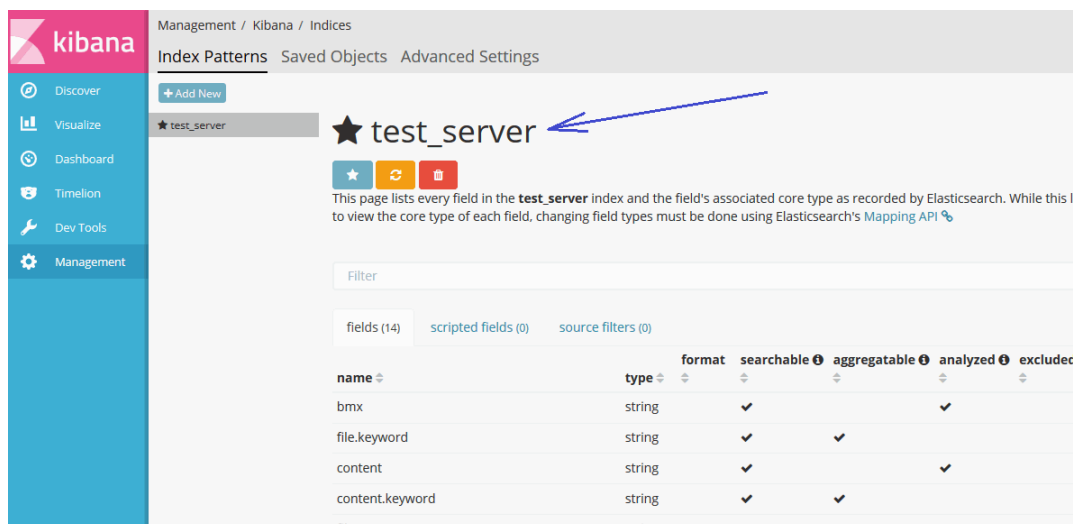 kibana
Discover
Visualize
Dashboard
Timelion
Dev Tools
Management
Management / Kibana / Indices
Index Patterns Saved Objects Advanced Settings
Add New
test_server
test_server
This page lists every field in the test_server index and the field's associated core type as recorded by Elasticsearch. While this
to view the core type of each field, changing field types must be done using Elasticsearch's Mapping API
Filter
fields (14) scripted fields (0) source filters (0)
name type format searchable aggregatable analyzed excluded
bmx string
file.keyword string
content string
content.keyword string